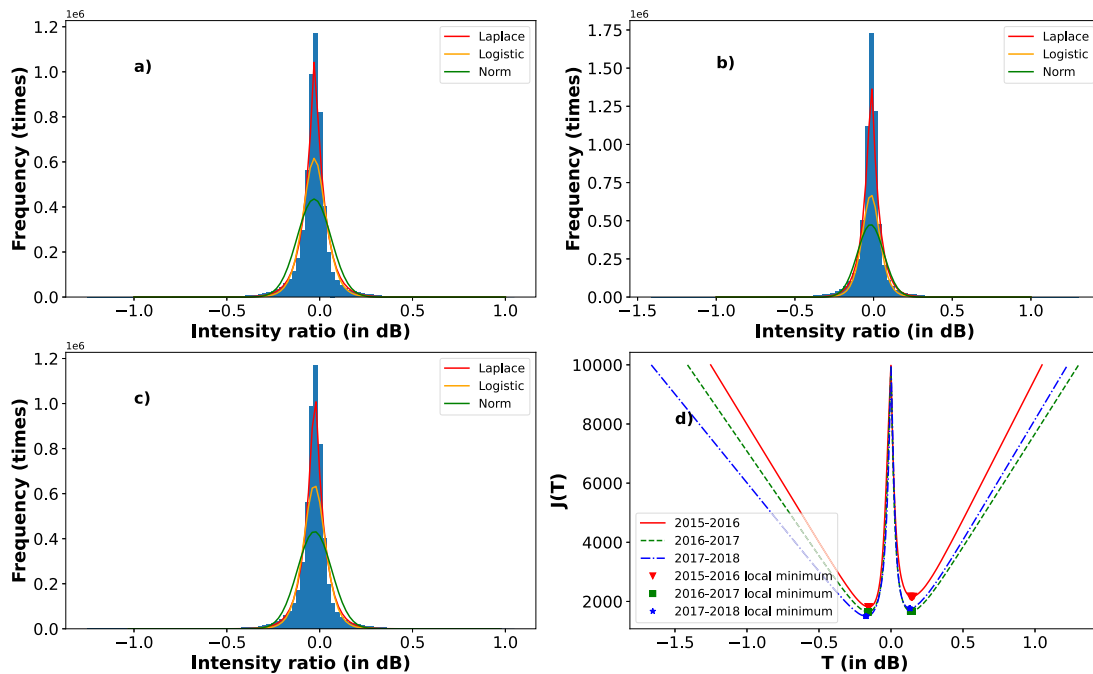 1e6
Frequency (times)
1.2
1.0
0.8
0.6
0.4
0.2
0.0
a)
Laplace
Logistic
Norm
−1.0 −0.5 0.0 0.5 1.0
Intensity ratio (in dB)
1e6
Frequency (times)
1.75
1.50
1.25
1.00
0.75
0.50
0.25
0.00
b)
Laplace
Logistic
Norm
−1.5 −1.0 −0.5 0.0 0.5 1.0
Intensity ratio (in dB)
1e6
Frequency (times)
1.2
1.0
0.8
0.6
0.4
0.2
0.0
c)
Laplace
Logistic
Norm
−1.0 −0.5 0.0 0.5 1.0
Intensity ratio (in dB)
J(T)
10000
8000
6000
4000
2000
d)
2015-2016
2016-2017
2017-2018
2015-2016 local minimum
2016-2017 local minimum
2017-2018 local minimum
−1.5 −1.0 −0.5 0.0 0.5 1.0
T (in dB)